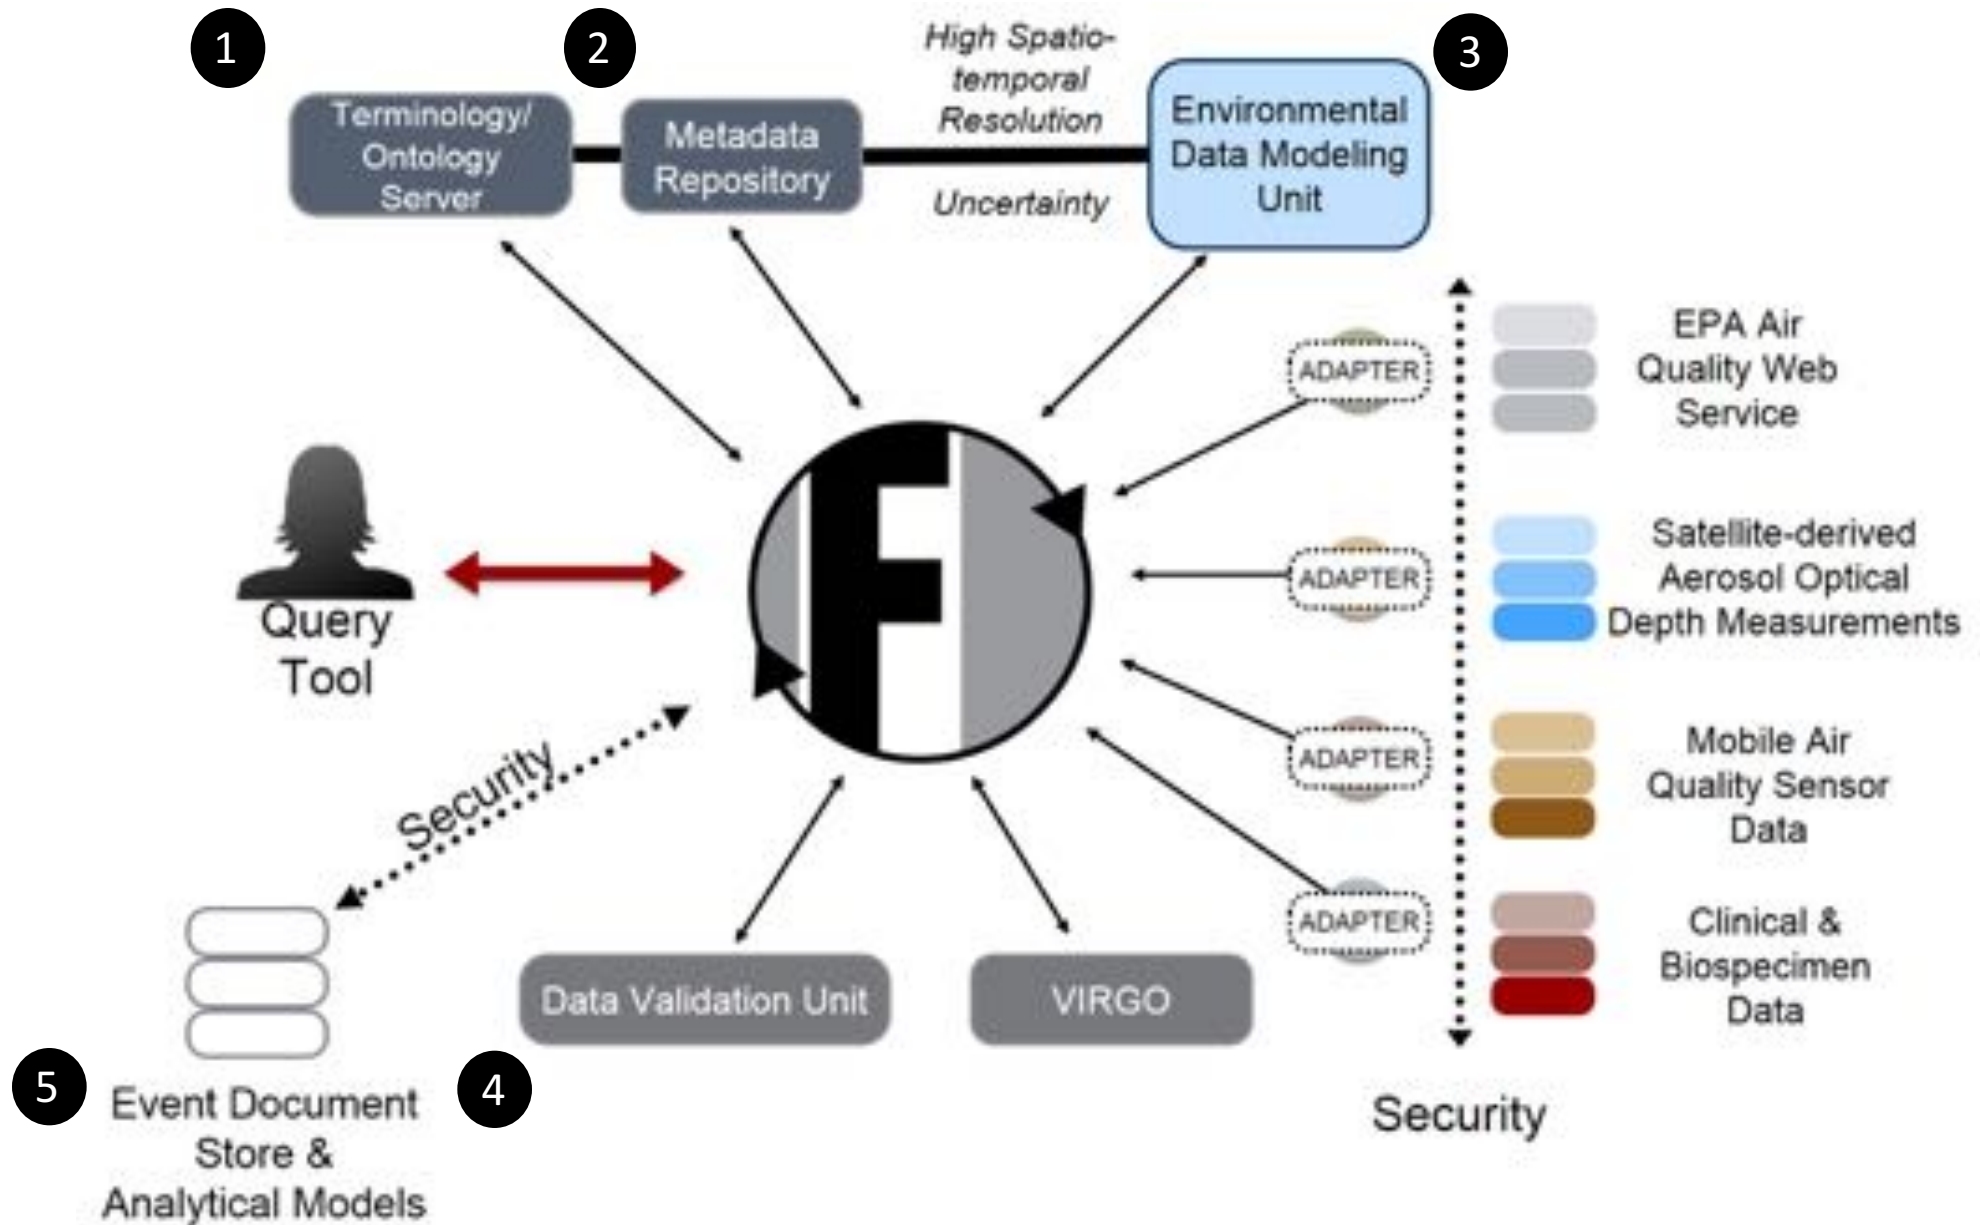 1
2
3
Terminology/
Ontology
Server
Metadata
Repository
High Spatio-
temporal
Resolution
Uncertainty
Environmental
Data Modeling
Unit
ADAPTER
EPA Air
Quality Web
Service
F
Query
Tool
ADAPTER
Satellite-derived
Aerosol Optical
Depth Measurements
ADAPTER
Mobile Air
Quality Sensor
Data
Security
ADAPTER
Clinical &
Biospecimen
Data
Data Validation Unit
VIRGO
5
4
Event Document
Store &
Analytical Models
Security